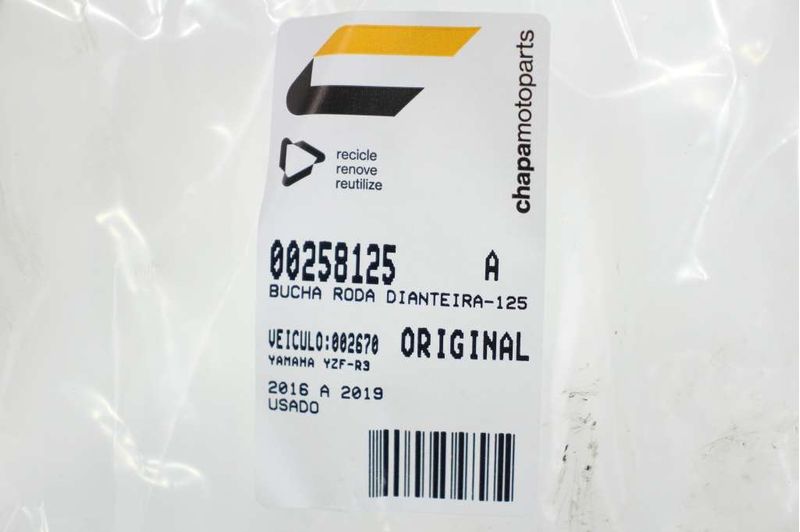 chapamotoparts
recicle
renove
reutilize
00258125 A
BUCHA RODA DIANTEIRA-125
VEICULO:002670 ORIGINAL
YAMAHA YZF-R3
2016 A 2019
USADO